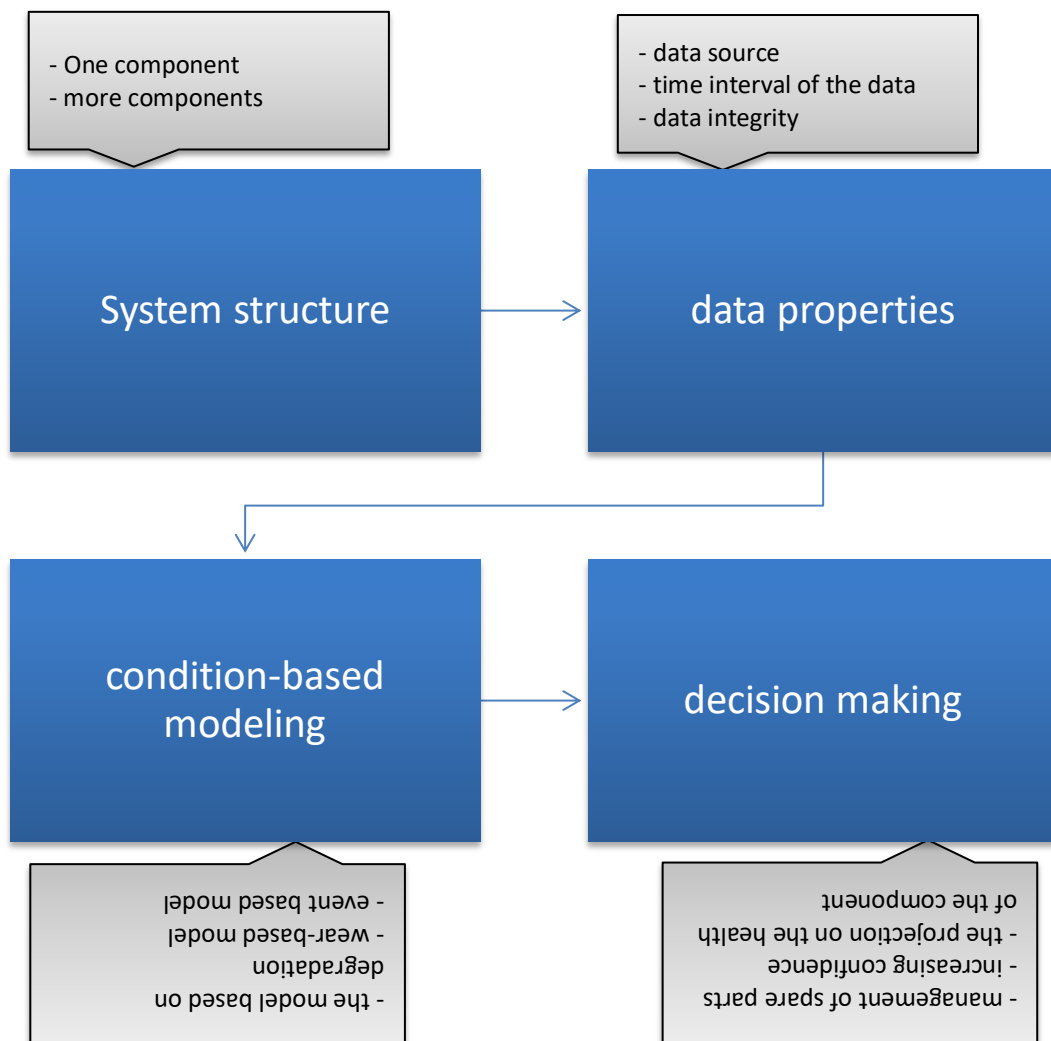 - One component
- more components
- data source
- time interval of the data
- data integrity
System structure
data properties
condition-based
modeling
decision making
- the model based on
degradation
- wear-based model
- event based model
- management of spare parts
- increasing confidence
- the projection on the health
of the component